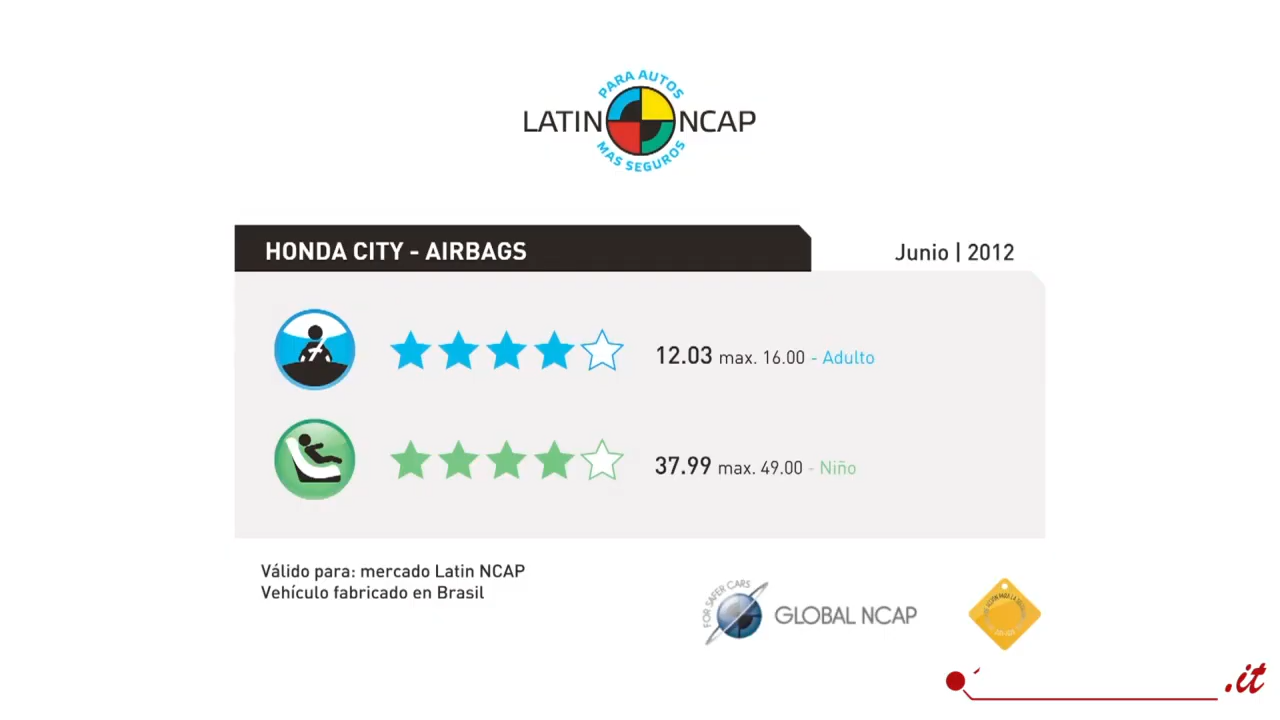 PARA AUTOS
LATIN NCAP
MAS SEGUROS
HONDA CITY - AIRBAGS
Junio | 2012
12.03 max. 16.00 - Adulto
37.99 max. 49.00 - Niño
Válido para: mercado Latin NCAP
Vehículo fabricado en Brasil
FOR SAFER CARS
GLOBAL NCAP
.it